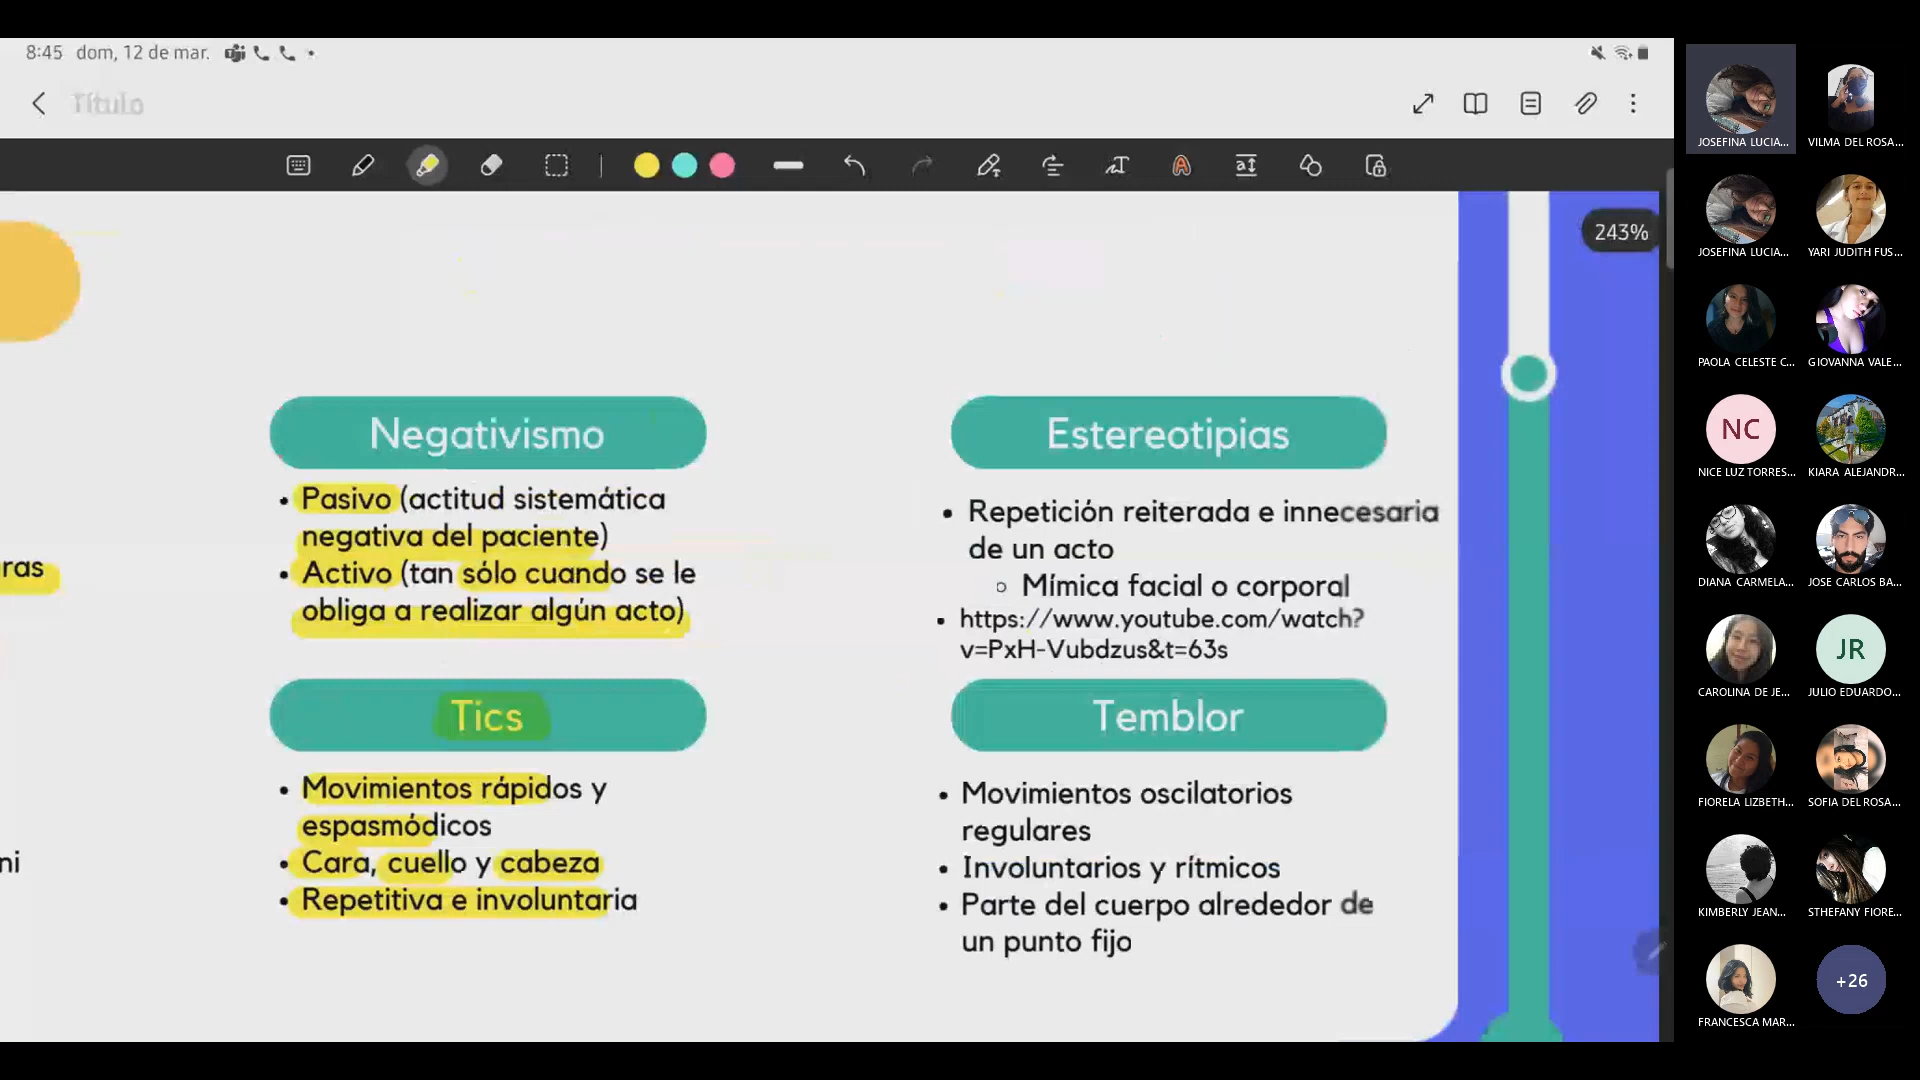 8:45 dom, 12 de mar.
Título
243%
Negativismo
Pasivo (actitud sistemática
negativa del paciente)
Activo (tan sólo cuando se le
obliga a realizar algún acto)
ras
Tics
Movimientos rápidos y
espasmódicos
Cara, cuello y cabeza
Repetitiva e involuntaria
ni
Estereotipias
Repetición reiterada e innecesaria
de un acto
Mímica facial o corporal
https://www.youtube.com/watch?
v=PxH-Vubdzus&t=63s
Temblor
Movimientos oscilatorios
regulares
Involuntarios y rítmicos
Parte del cuerpo alrededor de
un punto fijo
JOSEFINA LUCIA...
VILMA DEL ROSA...
JOSEFINA LUCIA...
YARI JUDITH FUS...
PAOLA CELESTE C...
GIOVANNA VALE...
NC
NICE LUZ TORRES...
KIARA ALEJANDR...
DIANA CARMELA...
JOSE CARLOS BA...
CAROLINA DE JE...
JR
JULIO EDUARDO...
FIORELA LIZBETH...
SOFIA DEL ROSA...
KIMBERLY JEAN...
STHEFANY FIORE...
FRANCESCA MAR...
+26